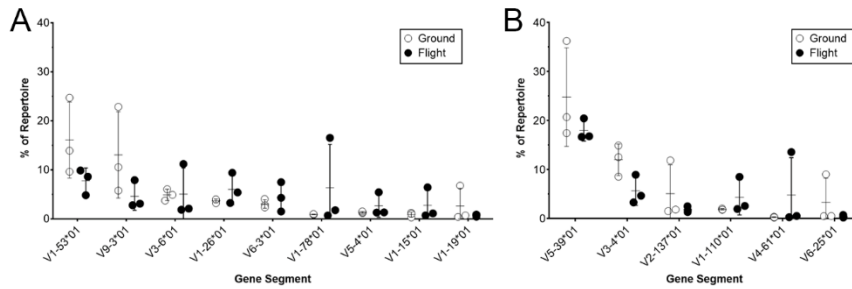 A
40
30
20
10
0
% of Repertoire
Ground
Flight
V1-53*01
V9-3*01
V3-6*01
V1-26*01
V6-3*01
V1-78*01
V5-4*01
V1-15*01
V1-19*01
Gene Segment
B
40
30
20
10
0
% of Repertoire
Ground
Flight
V5-39*01
V3-4*01
V2-137*01
V1-110*01
V4-61*01
V6-25*01
Gene Segment